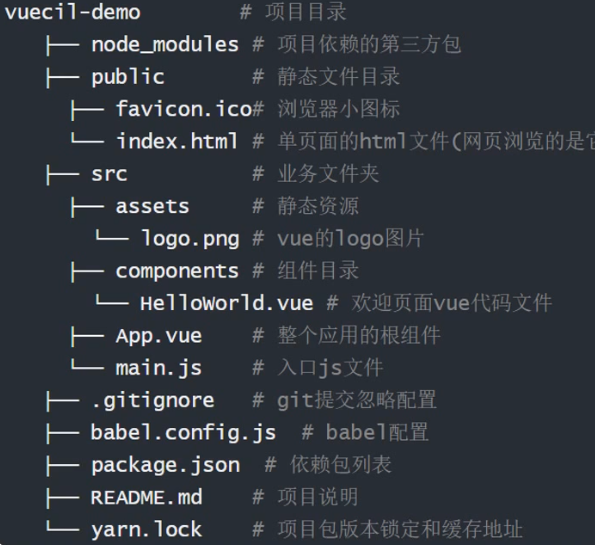 vuecil-demo        # 项目目录
   ├── node_modules # 项目依赖的第三方包
   ├── public       # 静态文件目录
     ├── favicon.ico# 浏览器小图标
     └── index.html # 单页面的html文件(网页浏览的是
   ├── src          # 业务文件夹
     ├── assets     # 静态资源
       └── logo.png # vue的logo图片
     ├── components # 组件目录
       └── HelloWorld.vue # 欢迎页面vue代码文件
     ├── App.vue    # 整个应用的根组件
     └── main.js    # 入口js文件
   ├── .gitignore   # git提交忽略配置
   ├── babel.config.js  # babel配置
   ├── package.json  # 依赖包列表
   ├── README.md    # 项目说明
   └── yarn.lock    # 项目包版本锁定和缓存地址